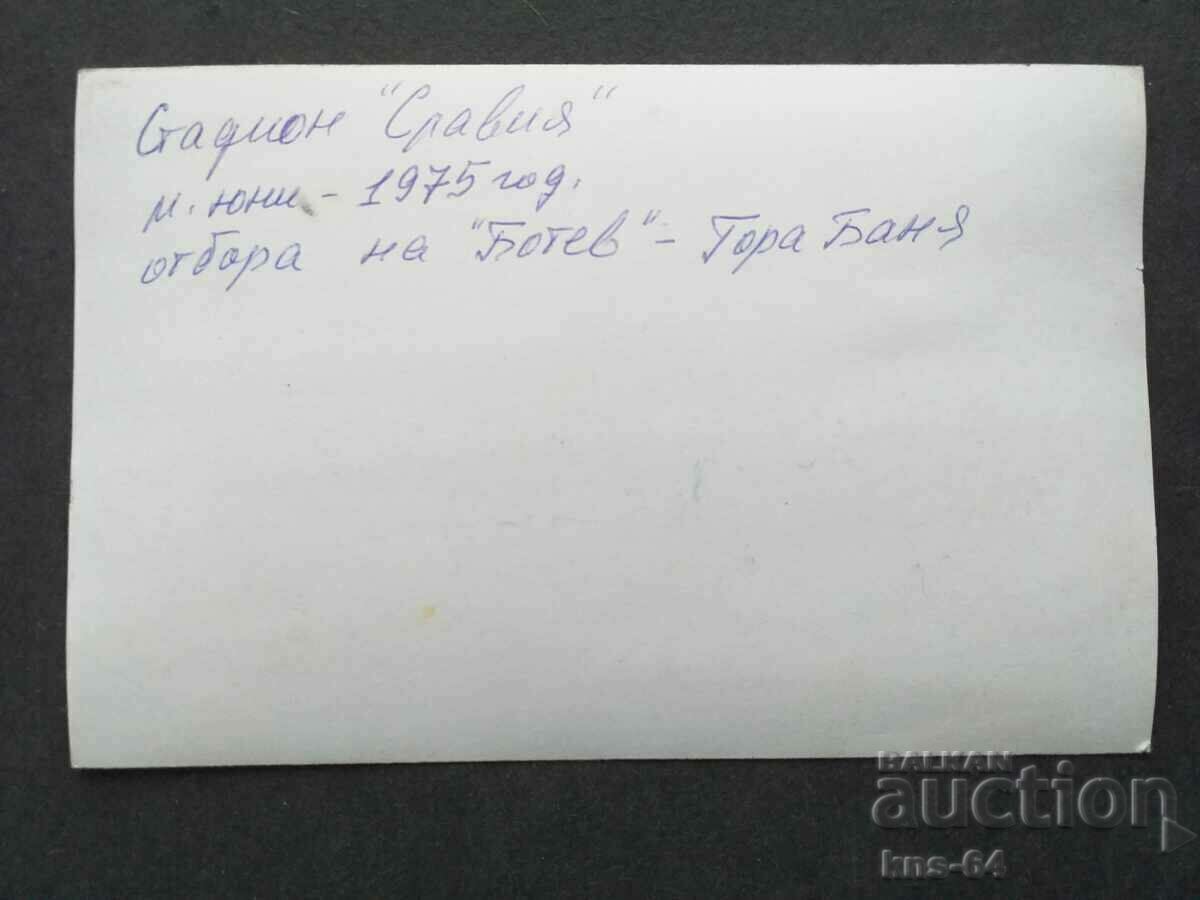 Стадион "Славия"
м. юни - 1975 год.
отбора на "Ботев" - Гора Баня
BALKAN
auction
kns-64